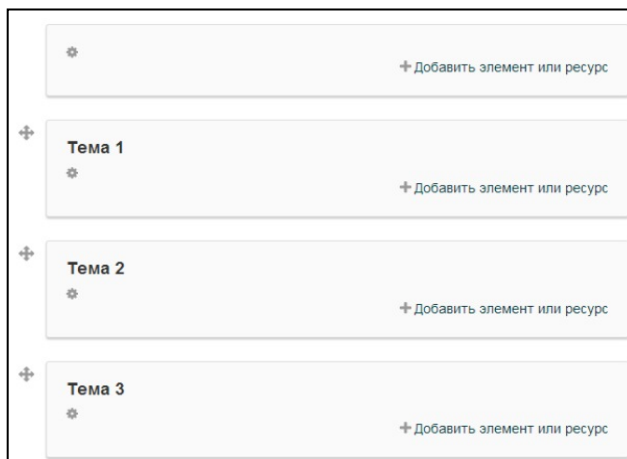 Добавить элемент или ресурс
Тема 1
Добавить элемент или ресурс
Тема 2
Добавить элемент или ресурс
Тема 3
Добавить элемент или ресурс